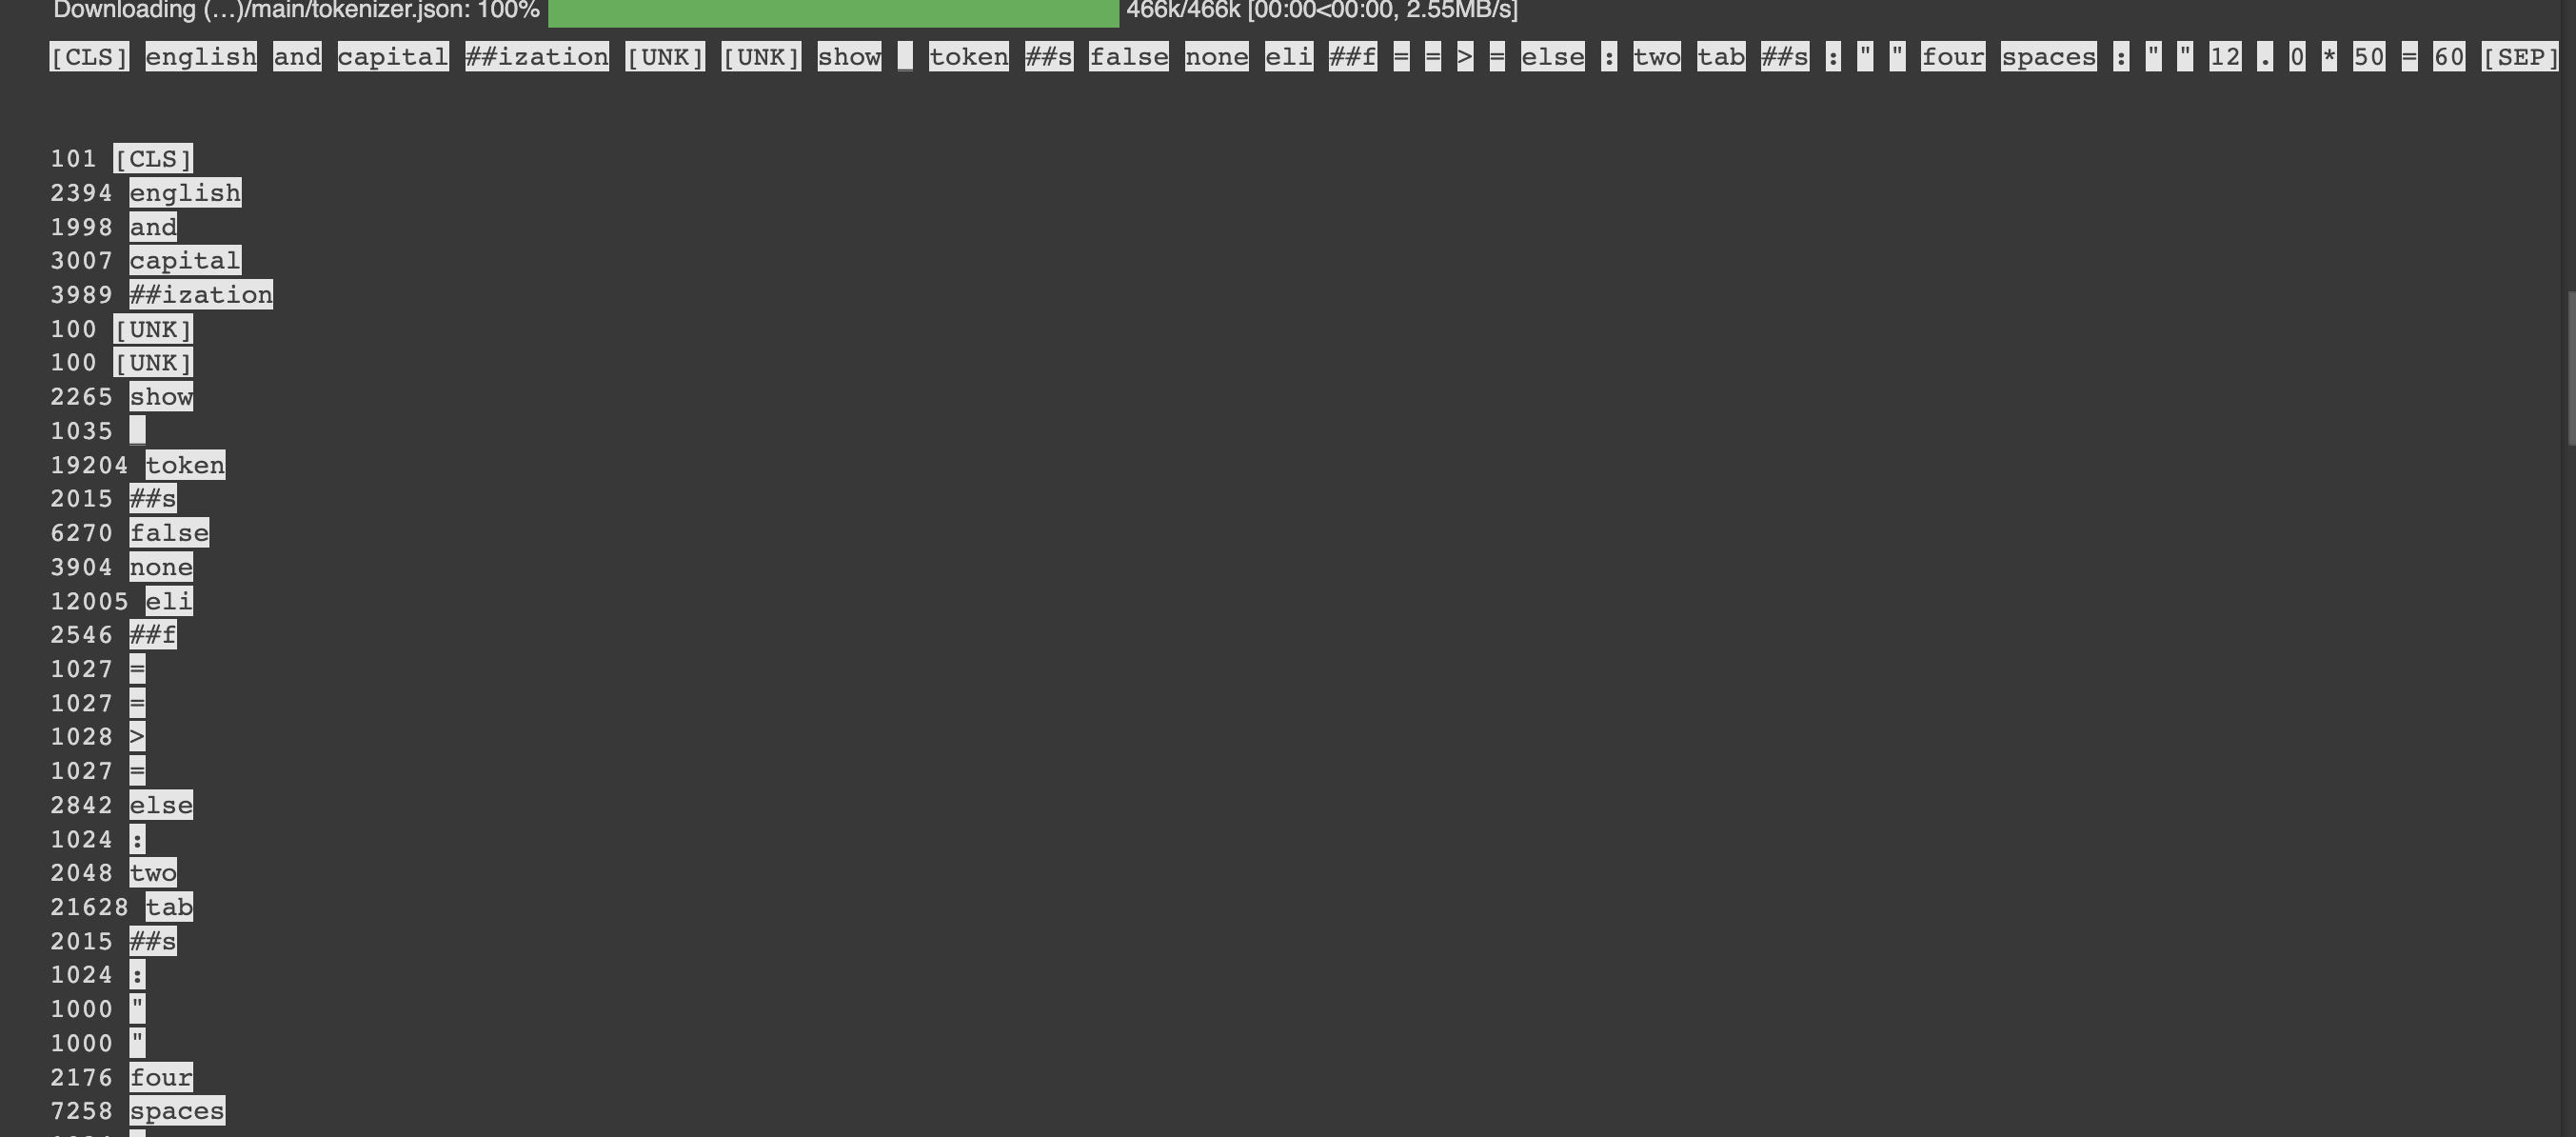 Downloading (…)/main/tokenizer.json: 100% 466k/466k [00:00<00:00, 2.55MB/s]
[CLS] english and capital ##ization [UNK] [UNK] show _ token ##s false none eli ##f = = > = else : two tab ##s : " " four spaces : " " 12 . 0 * 50 = 60 [SEP]
101 [CLS]
2394 english
1998 and
3007 capital
3989 ##ization
100 [UNK]
100 [UNK]
2265 show
1035 _
19204 token
2015 ##s
6270 false
3904 none
12005 eli
2546 ##f
1027 =
1027 =
1028 >
1027 =
2842 else
1024 :
2048 two
21628 tab
2015 ##s
1024 :
1000 "
1000 "
2176 four
7258 spaces